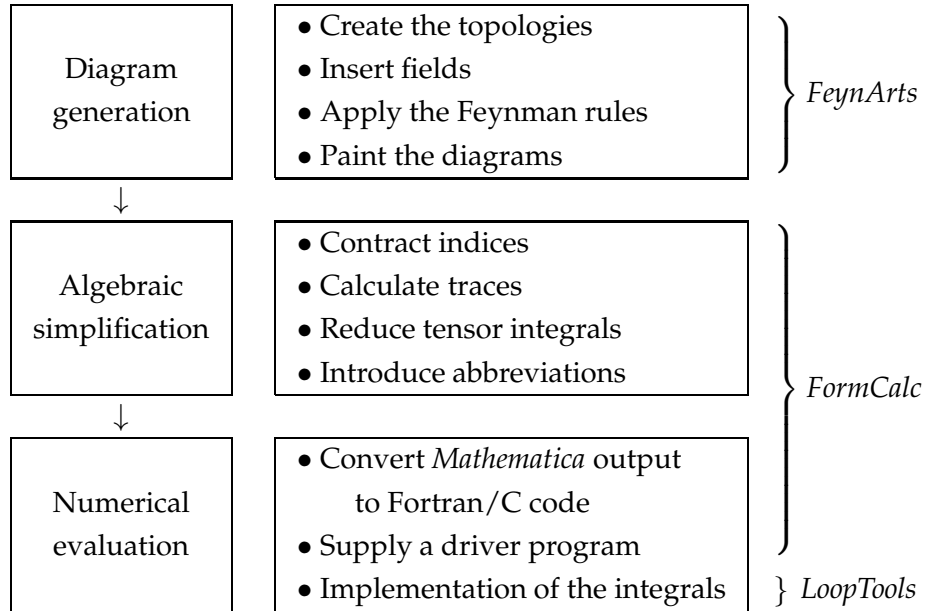 Diagram
generation
• Create the topologies
• Insert fields
• Apply the Feynman rules
• Paint the diagrams
} FeynArts
↓
Algebraic
simplification
• Contract indices
• Calculate traces
• Reduce tensor integrals
• Introduce abbreviations
} FormCalc
↓
Numerical
evaluation
• Convert Mathematica output
to Fortran/C code
• Supply a driver program
• Implementation of the integrals
} LoopTools